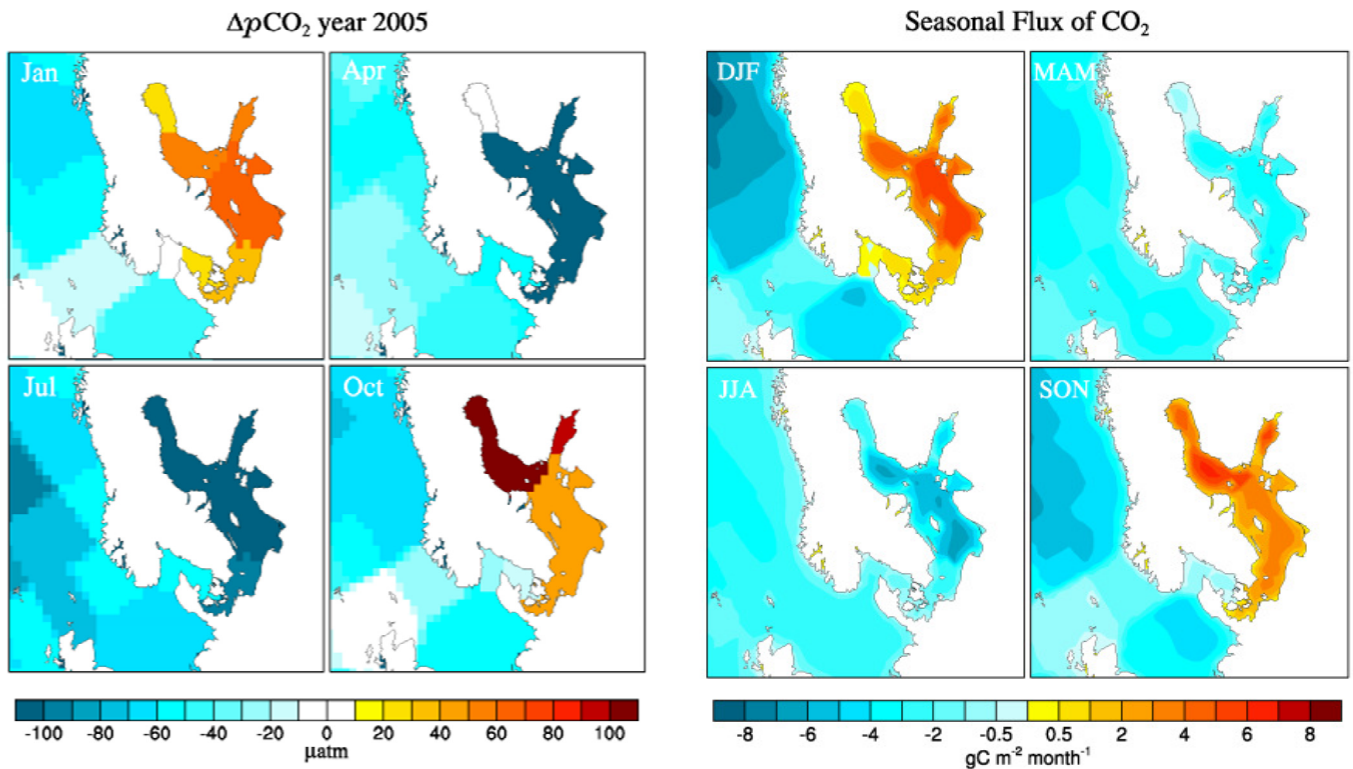 ΔpCO₂ year 2005
Seasonal Flux of CO₂
Jan
Apr
DJF
MAM
Jul
Oct
JJA
SON
-100 -80 -60 -40 -20 0 20 40 60 80 100
µatm
-8 -6 -4 -2 -0.5 0.5 2 4 6 8
gC m⁻² month⁻¹